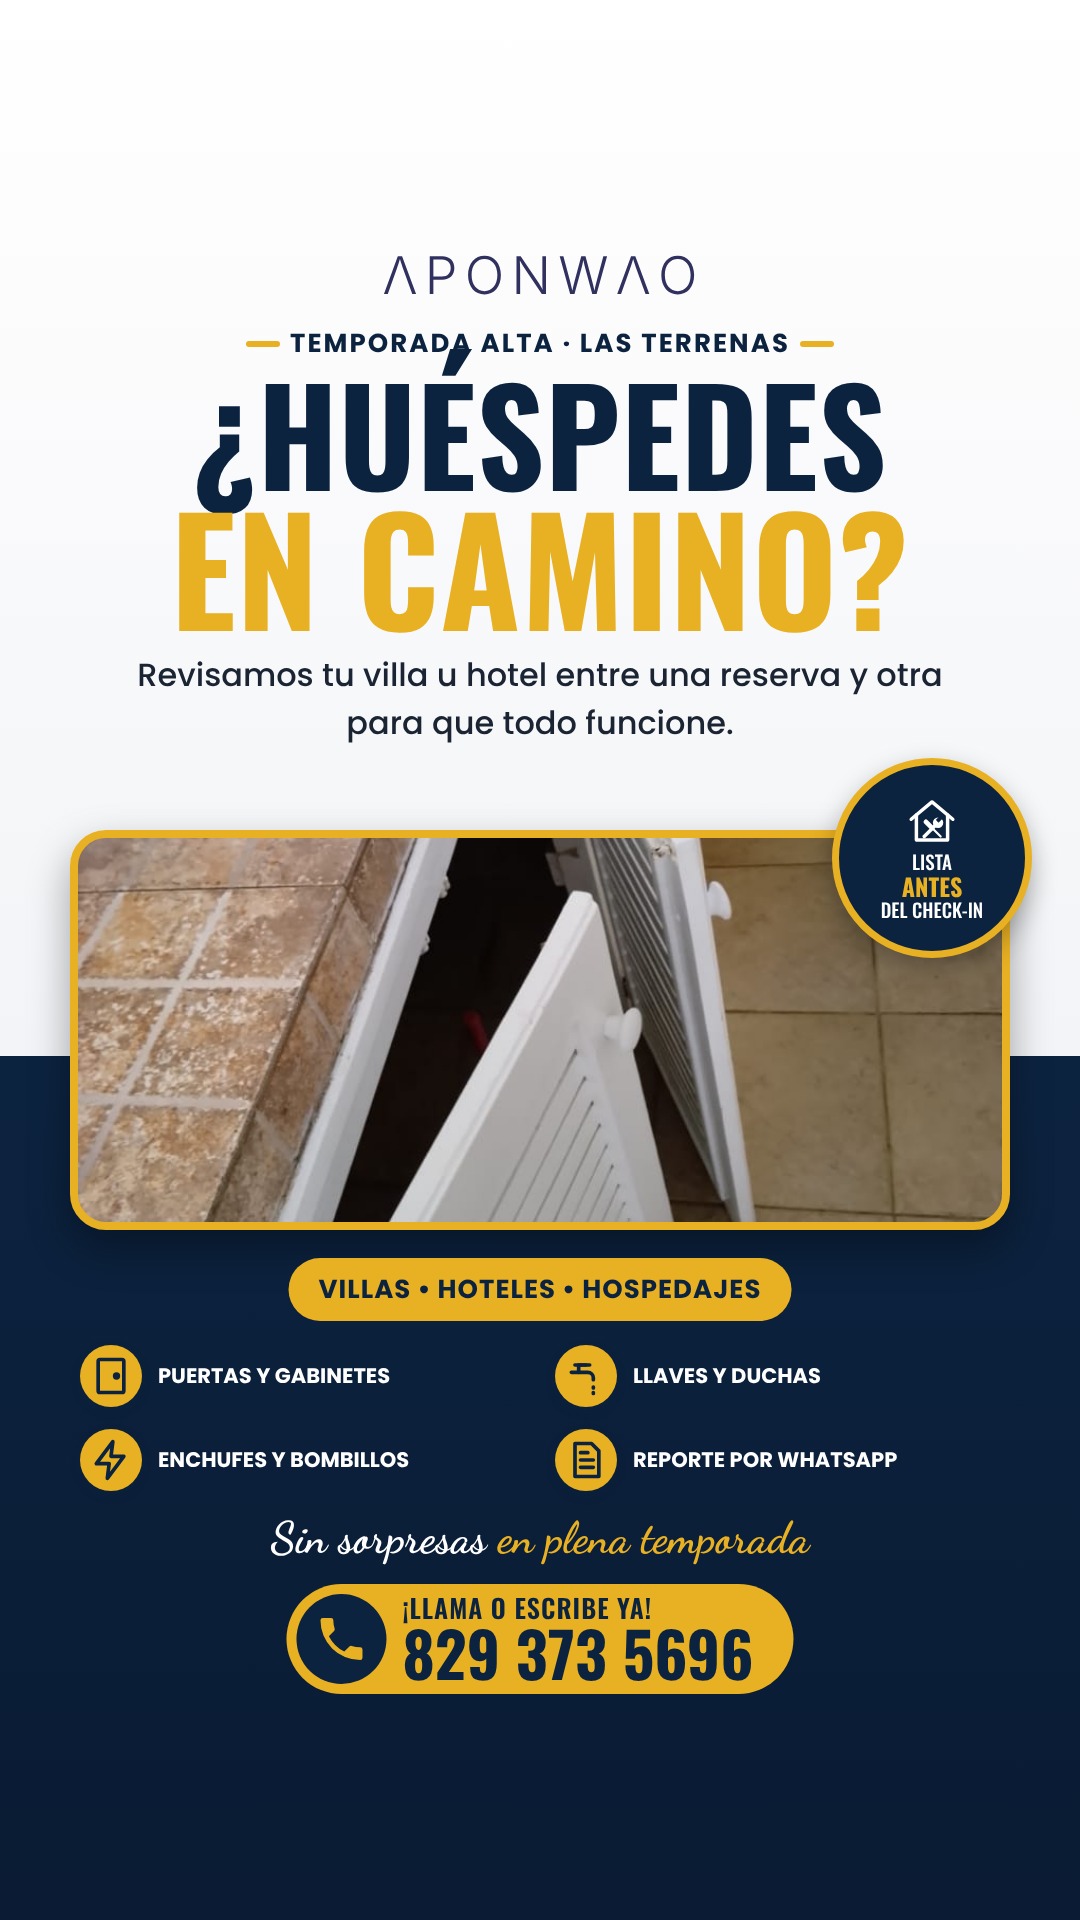 APONWAO
TEMPORADA ALTA · LAS TERRENAS
¿HUÉSPEDES
EN CAMINO?
Revisamos tu villa u hotel entre una reserva y otra
para que todo funcione.
LISTA
ANTES
DEL CHECK-IN
VILLAS • HOTELES • HOSPEDAJES
PUERTAS Y GABINETES
LLAVES Y DUCHAS
ENCHUFES Y BOMBILLOS
REPORTE POR WHATSAPP
Sin sorpresas en plena temporada
¡LLAMA O ESCRIBE YA!
829 373 5696